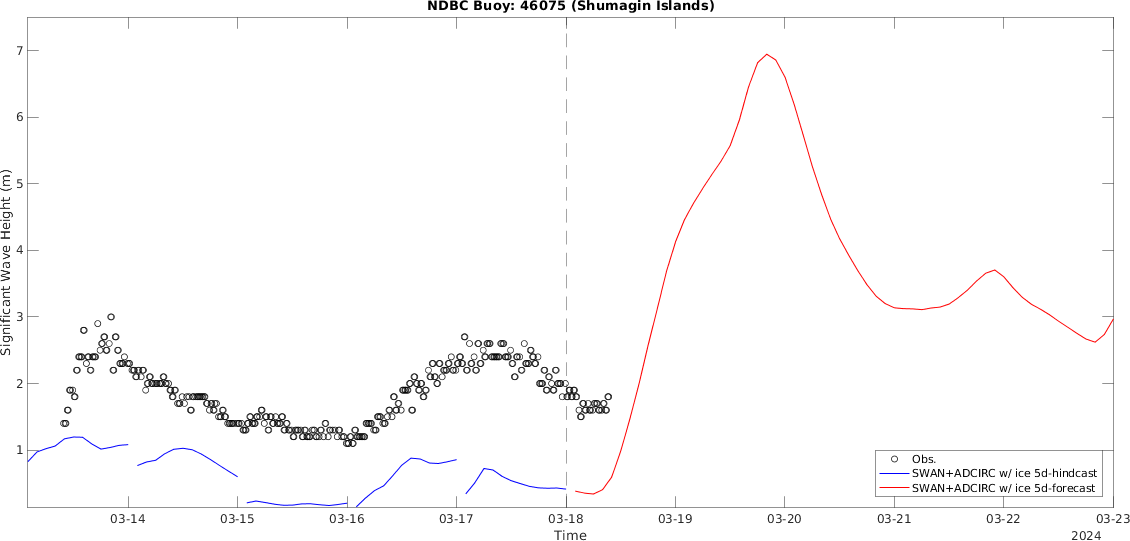 NDBC Buoy: 46075 (Shumagin Islands)
Significant Wave Height (m)
7
6
5
4
3
2
1
Obs.
SWAN+ADCIRC w/ ice 5d-hindcast
SWAN+ADCIRC w/ ice 5d-forecast
03-14 03-15 03-16 03-17 03-18 03-19 03-20 03-21 03-22 03-23
Time
2024